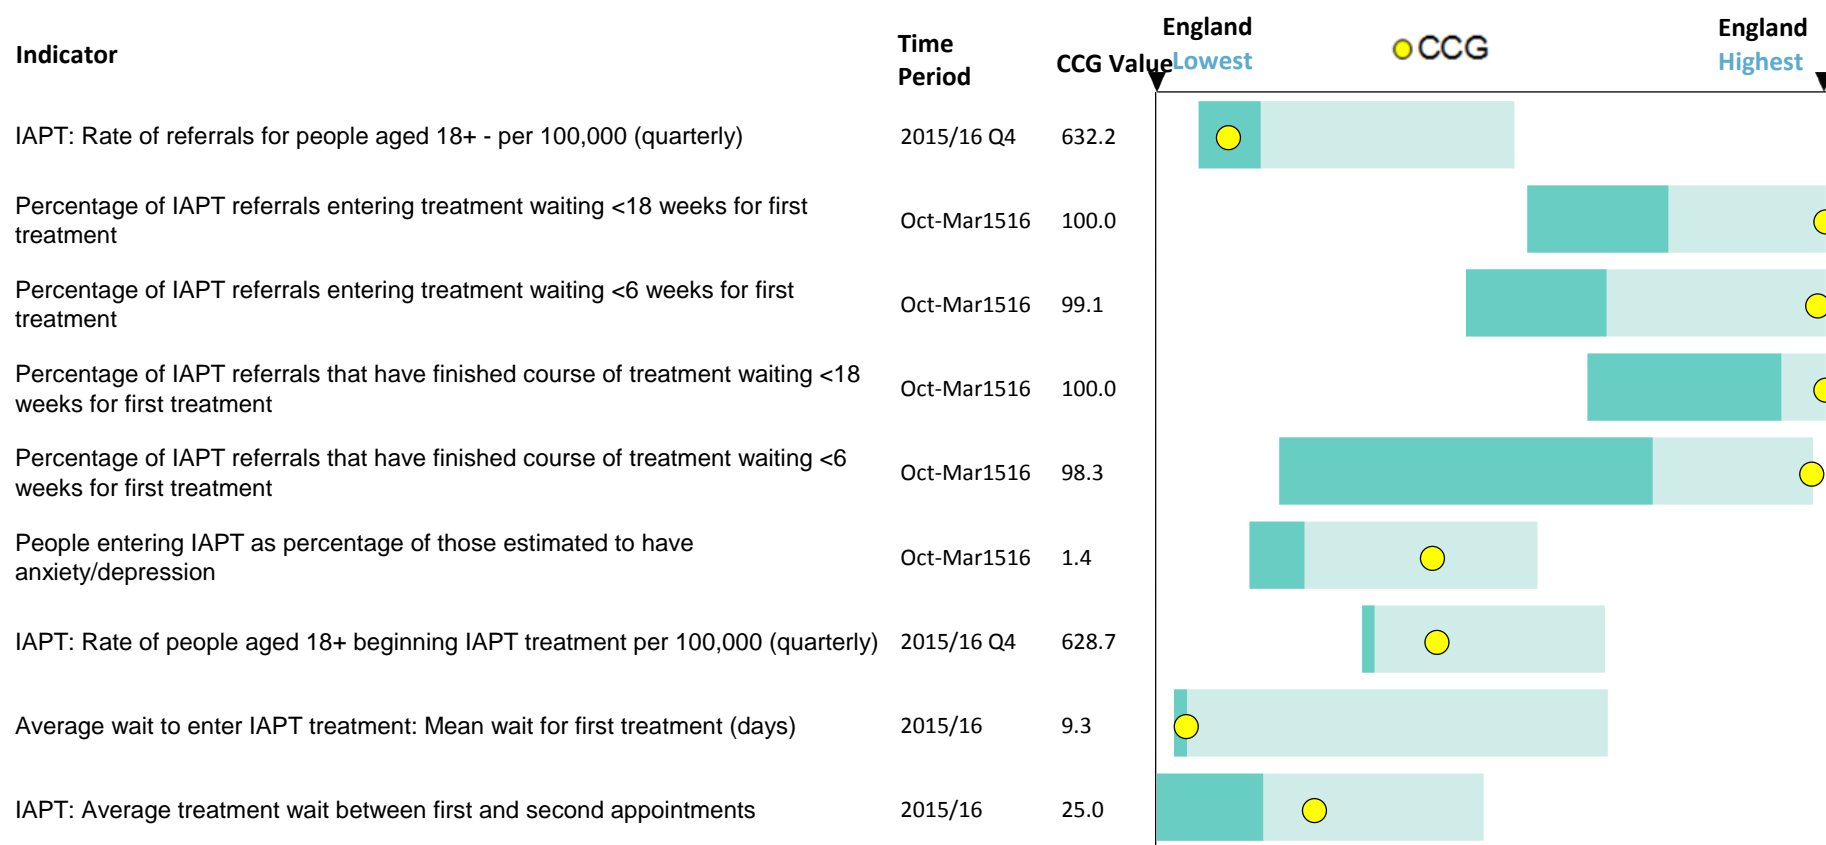 Indicator
Time Period
CCG Value
England Lowest
CCG
England Highest
IAPT: Rate of referrals for people aged 18+ - per 100,000 (quarterly) 2015/16 Q4 632.2
Percentage of IAPT referrals entering treatment waiting <18 weeks for first
treatment
Oct-Mar1516 100.0
Percentage of IAPT referrals entering treatment waiting <6 weeks for first
treatment
Oct-Mar1516 99.1
Percentage of IAPT referrals that have finished course of treatment waiting <18
weeks for first treatment
Oct-Mar1516 100.0
Percentage of IAPT referrals that have finished course of treatment waiting <6
weeks for first treatment
Oct-Mar1516 98.3
People entering IAPT as percentage of those estimated to have
anxiety/depression
Oct-Mar1516 1.4
IAPT: Rate of people aged 18+ beginning IAPT treatment per 100,000 (quarterly) 2015/16 Q4 628.7
Average wait to enter IAPT treatment: Mean wait for first treatment (days) 2015/16 9.3
IAPT: Average treatment wait between first and second appointments 2015/16 25.0